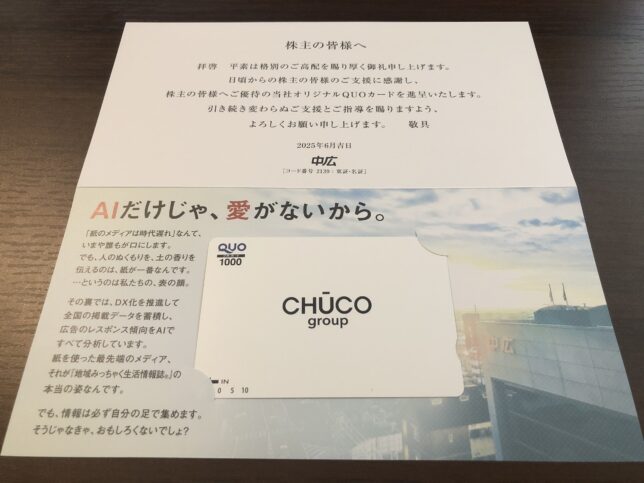 株主の皆様へ
拝啓　平素は格別のご高配を賜り厚く御礼申し上げます。
日頃からの株主の皆様のご支援に感謝し、
株主の皆様へご優待の当社オリジナルQUOカードを進呈いたします。
引き続き変わらぬご支援とご指導を賜りますよう、
よろしくお願い申し上げます。　敬具
2025年6月吉日
中広
［コード番号 2139：東証・名証］
AIだけじゃ、愛がないから。
「紙のメディアは時代遅れ」なんて、
いまや誰もが口にします。
でも、人のぬくもりを、土の香りを
伝えるのは、紙が一番なんです。
…というのは私たちの、表の顔。
その裏では、DX化を推進して
全国の掲載データを蓄積し、
広告のレスポンス傾向をAIで
すべて分析しています。
紙を使った最先端のメディア、
それが『地域みっちゃく生活情報誌®』の
本当の姿なんです。
でも、情報は必ず自分の足で集めます。
そうじゃなきゃ、おもしろくないでしょ？
QUO
1000
CHŪCO
group
IN
0 5 10
中広